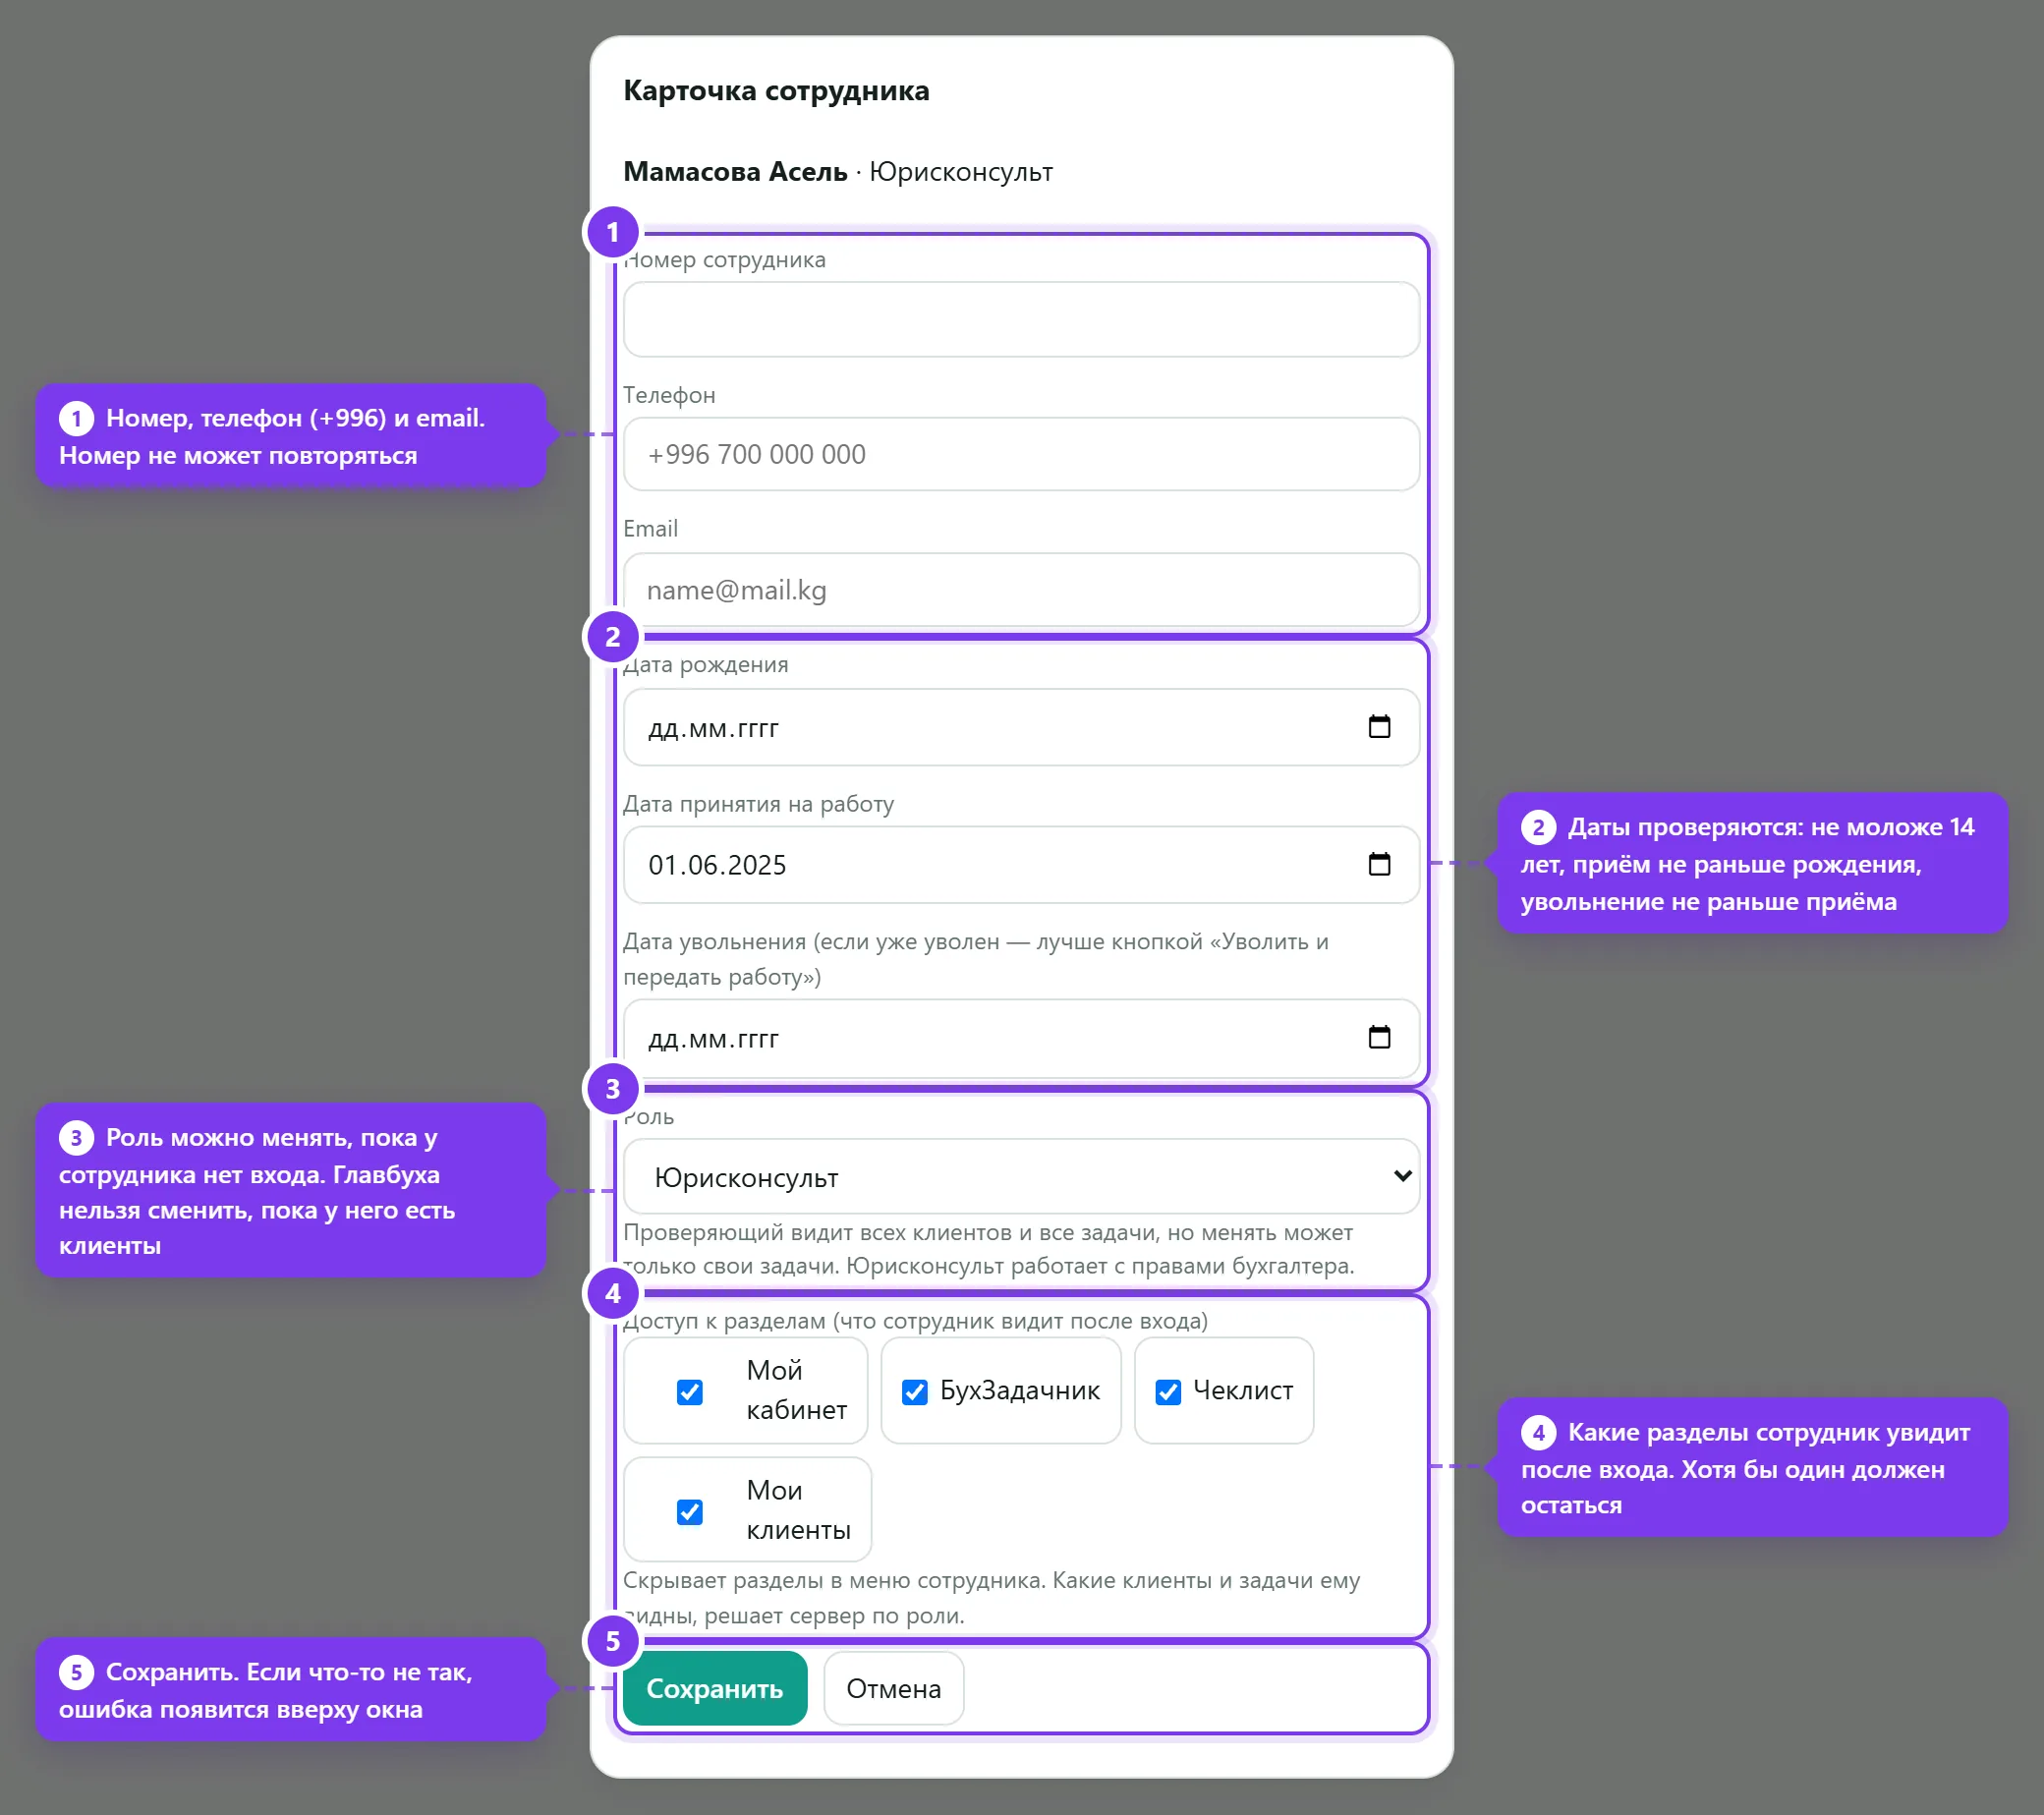 Карточка сотрудника
Мамасова Асель · Юрисконсульт
1
Номер сотрудника
1 Номер, телефон (+996) и email.
Номер не может повторяться
Телефон
+996 700 000 000
Email
name@mail.kg
2
Дата рождения
дд.мм.гггг
Дата принятия на работу
01.06.2025
2 Даты проверяются: не моложе 14
лет, приём не раньше рождения,
увольнение не раньше приёма
Дата увольнения (если уже уволен — лучше кнопкой «Уволить и
передать работу»)
дд.мм.гггг
3
Роль
3 Роль можно менять, пока у
сотрудника нет входа. Главбуха
нельзя сменить, пока у него есть
клиенты
Юрисконсульт
Проверяющий видит всех клиентов и все задачи, но менять может
только свои задачи. Юрисконсульт работает с правами бухгалтера.
4
Доступ к разделам (что сотрудник видит после входа)
Мой
кабинет
БухЗадачник
Чеклист
Мои
клиенты
4 Какие разделы сотрудник увидит
после входа. Хотя бы один должен
остаться
Скрывает разделы в меню сотрудника. Какие клиенты и задачи ему
видны, решает сервер по роли.
5
5 Сохранить. Если что-то не так,
ошибка появится вверху окна
Сохранить
Отмена